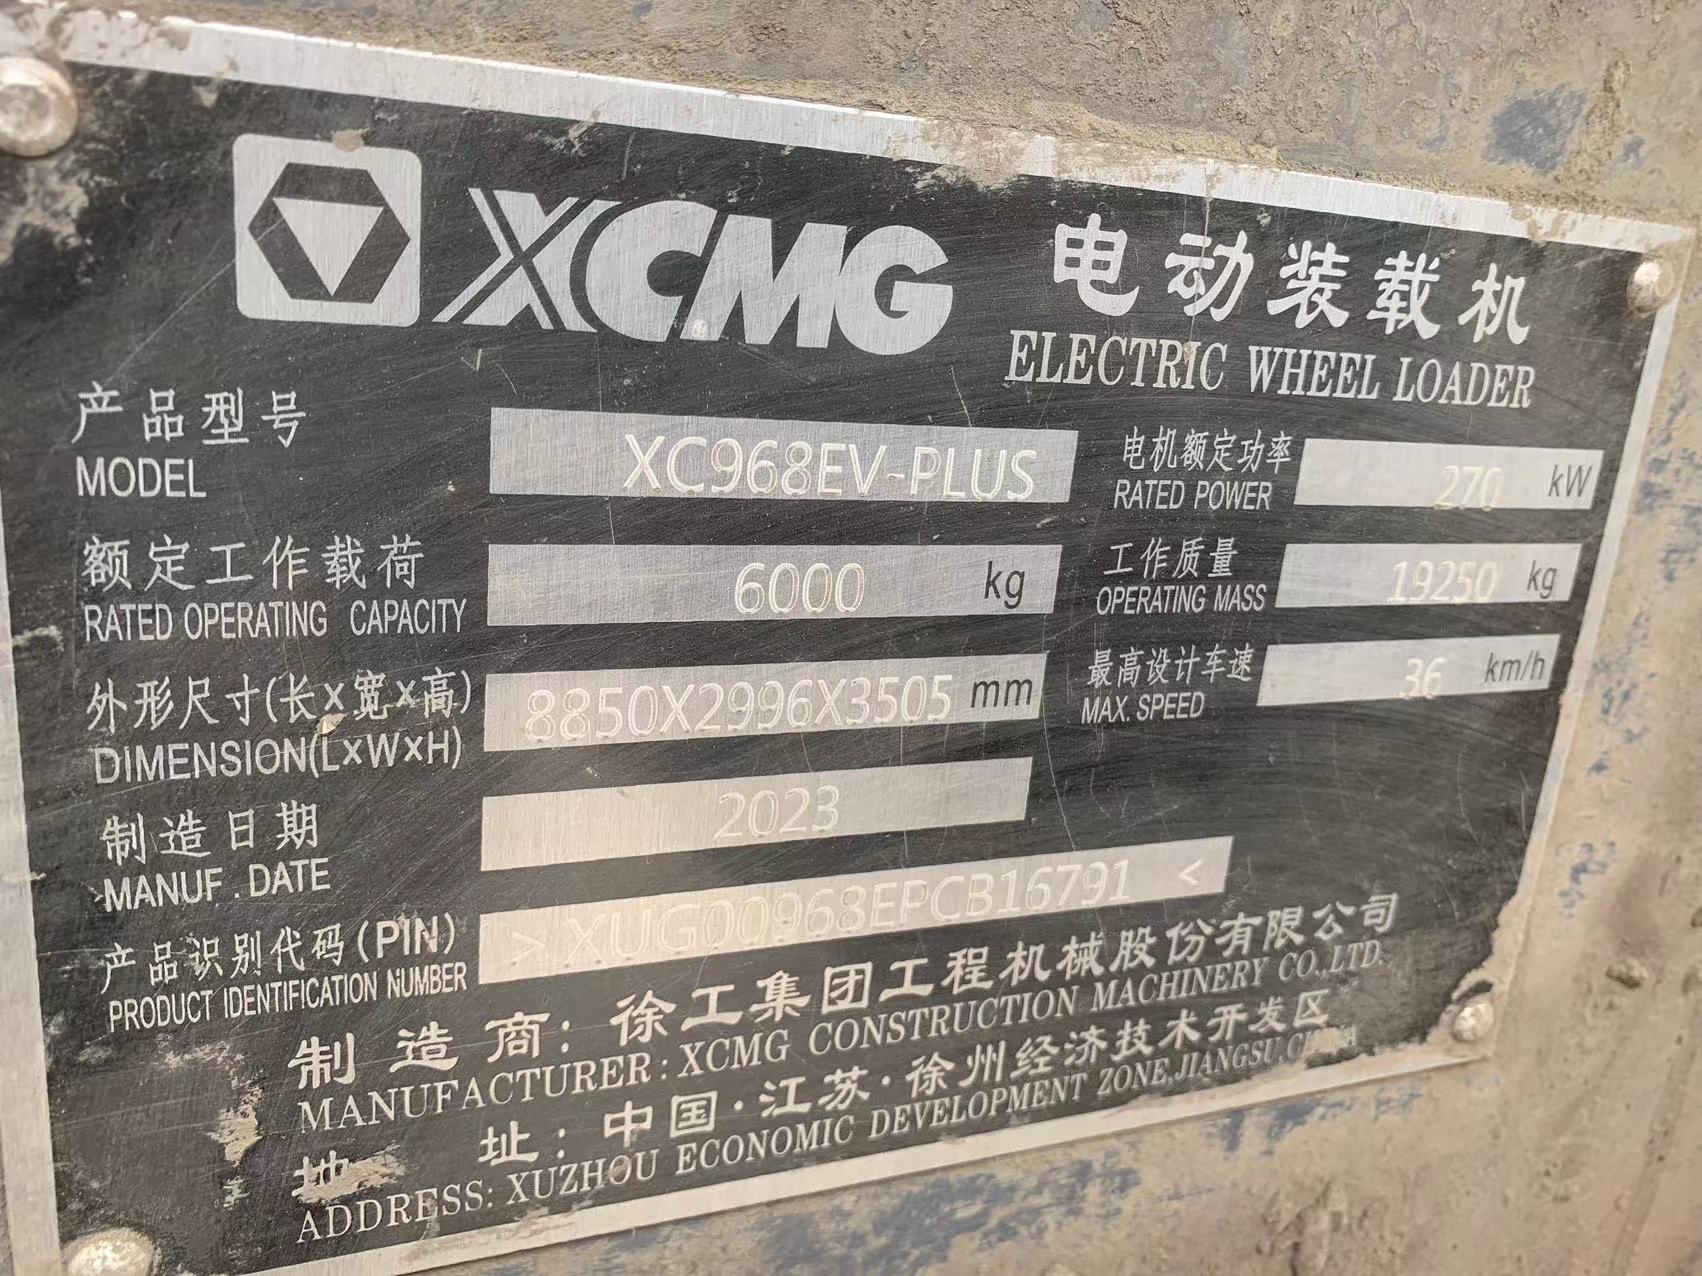 XCMG 电动装载机
ELECTRIC WHEEL LOADER
产品型号 XC968EV-PLUS
MODEL
电机额定功率 270 kW
RATED POWER
额定工作载荷 6000 kg
RATED OPERATING CAPACITY
工作质量 19250 kg
OPERATING MASS
外形尺寸(长×宽×高) 8850X2996X3505 mm
DIMENSION(L×W×H)
最高设计车速 36 km/h
MAX. SPEED
制造日期 2023
MANUF. DATE
产品识别代码(PIN) >XUG00968EPCB16791 <
PRODUCT IDENTIFICATION NUMBER
制造商: 徐工集团工程机械股份有限公司
MANUFACTURER: XCMG CONSTRUCTION MACHINERY CO.,LTD.
地址: 中国·江苏·徐州经济技术开发区
ADDRESS: XUZHOU ECONOMIC DEVELOPMENT ZONE,JIANGSU,CHINA